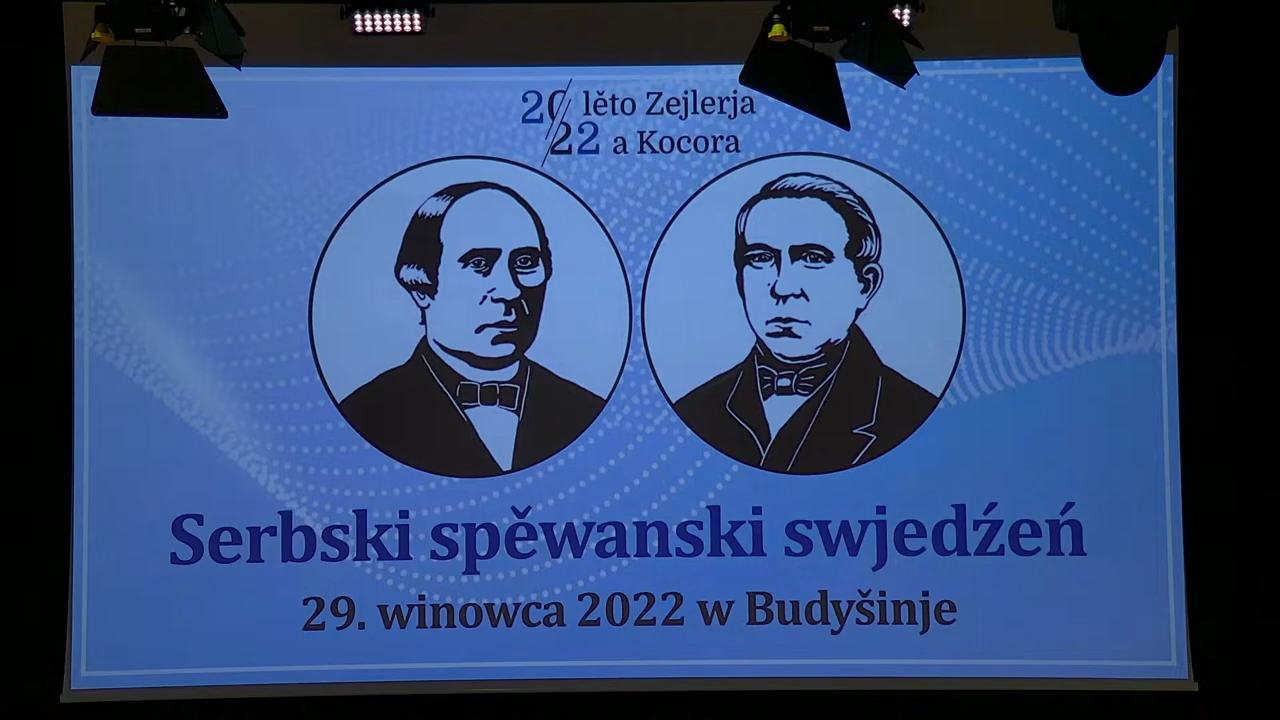 2022 lěto Zejlerja
a Kocora
Serbski spěwanski swjedźeń
29. winowca 2022 w Budyšinje